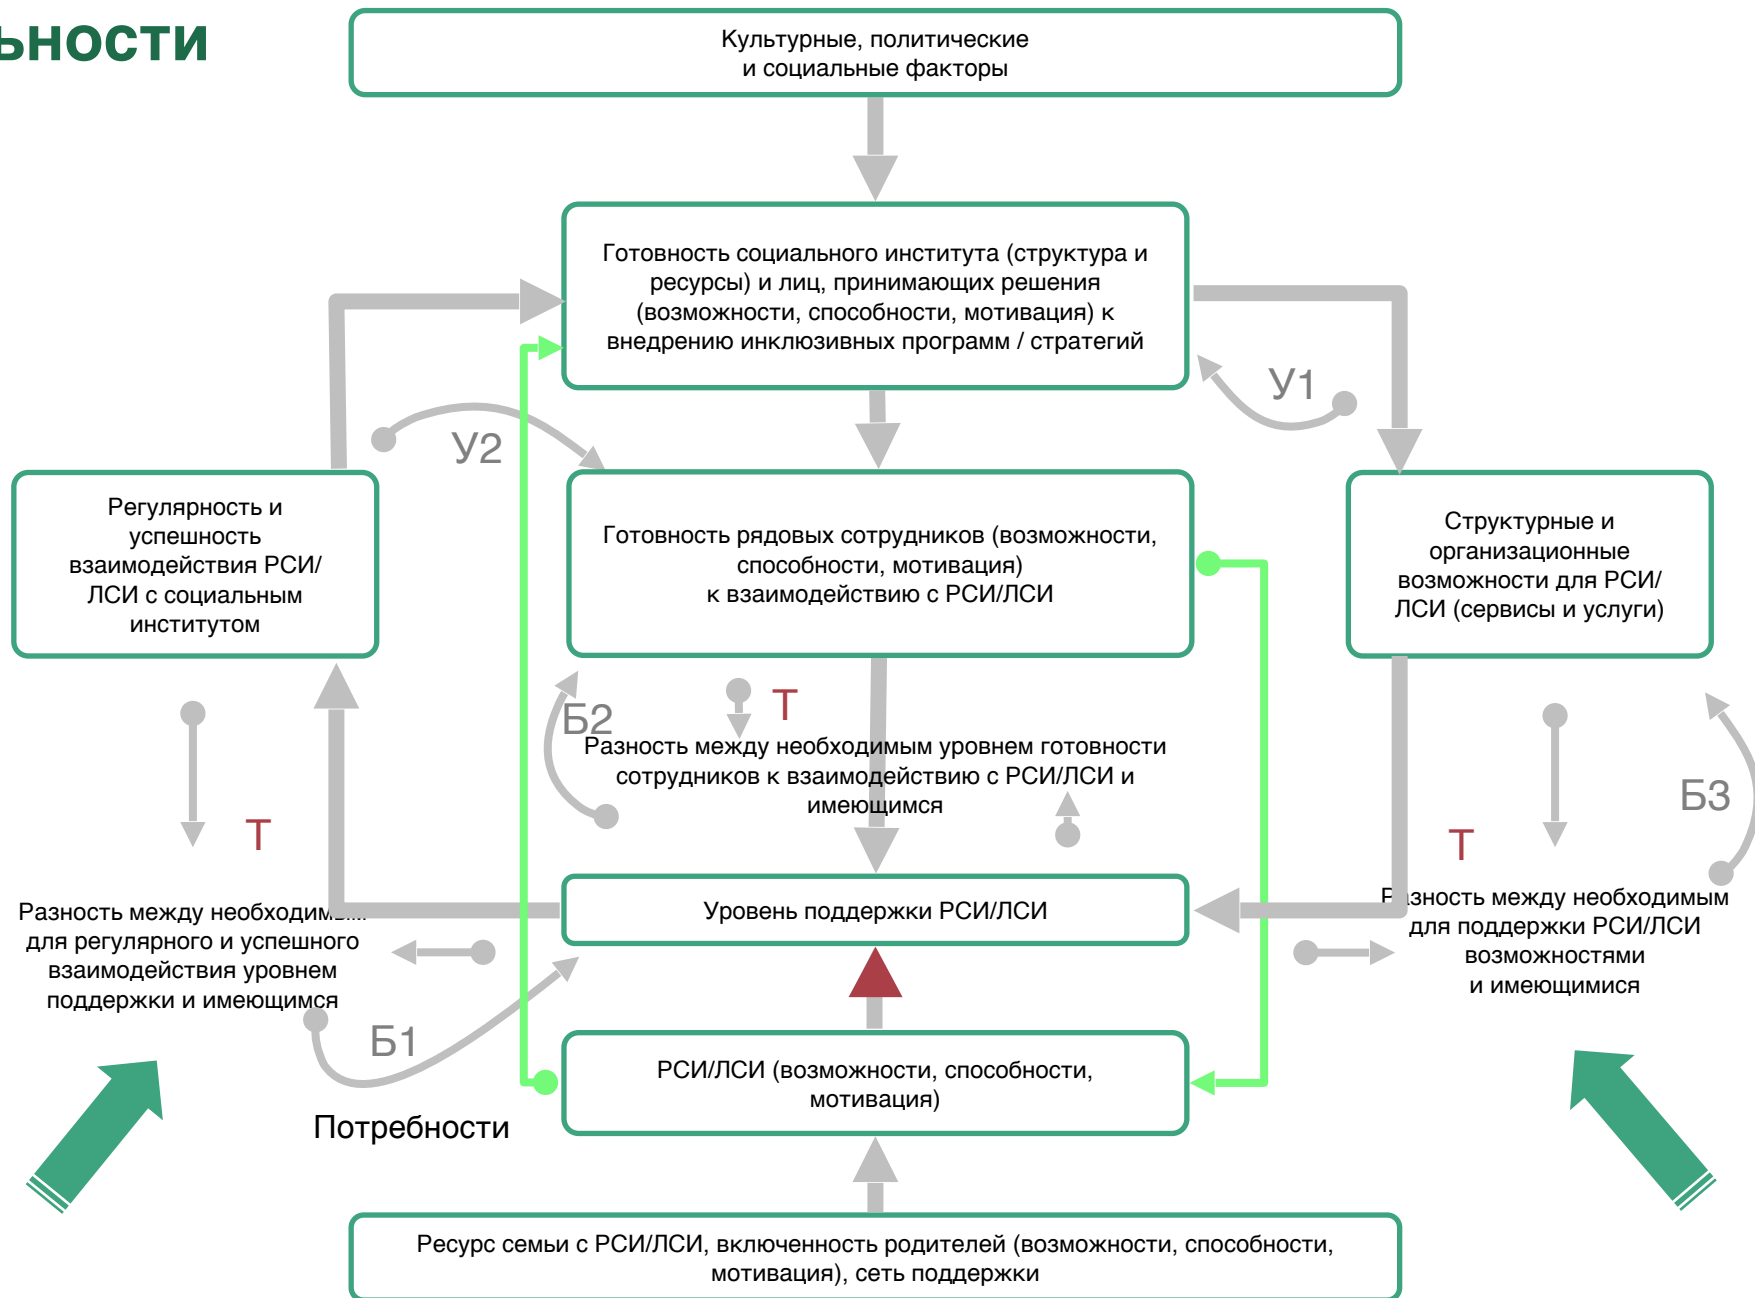 льности
Культурные, политические
и социальные факторы
Готовность социального института (структура и
ресурсы) и лиц, принимающих решения
(возможности, способности, мотивация) к
внедрению инклюзивных программ / стратегий
У1
У2
Регулярность и
успешность
взаимодействия РСИ/
ЛСИ с социальным
институтом
Готовность рядовых сотрудников (возможности,
способности, мотивация)
к взаимодействию с РСИ/ЛСИ
Структурные и
организационные
возможности для РСИ/
ЛСИ (сервисы и услуги)
Б2
Т
Разность между необходимым уровнем готовности
сотрудников к взаимодействию с РСИ/ЛСИ и
имеющимся
Б3
Т
Т
Разность между необходимым
для регулярного и успешного
взаимодействия уровнем
поддержки и имеющимся
Уровень поддержки РСИ/ЛСИ
Разность между необходимым
для поддержки РСИ/ЛСИ
возможностями
и имеющимися
Б1
РСИ/ЛСИ (возможности, способности,
мотивация)
Потребности
Ресурс семьи с РСИ/ЛСИ, включенность родителей (возможности, способности,
мотивация), сеть поддержки